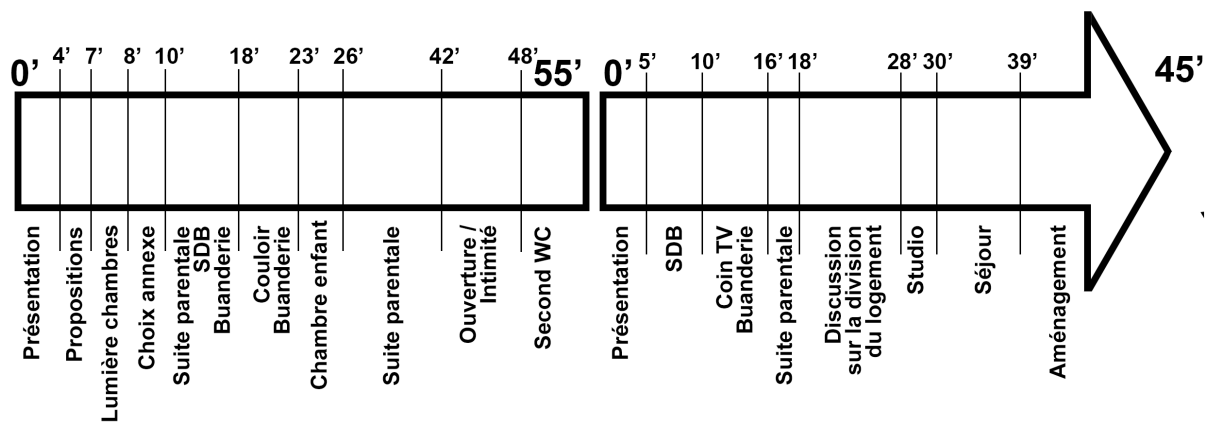 0’
4’
7’
8’
10’
18’
23’
26’
42’
48’
55’
0’
5’
10’
16’
18’
28’
30’
39’
45’
Présentation
Propositions
Lumière chambres
Choix annexe
Suite parentale
SDB
Buanderie
Couloir
Buanderie
Chambre enfant
Suite parentale
Ouverture /
Intimité
Second WC
Présentation
SDB
Coin TV
Buanderie
Suite parentale
Discussion
sur la division
du logement
Studio
Séjour
Aménagement